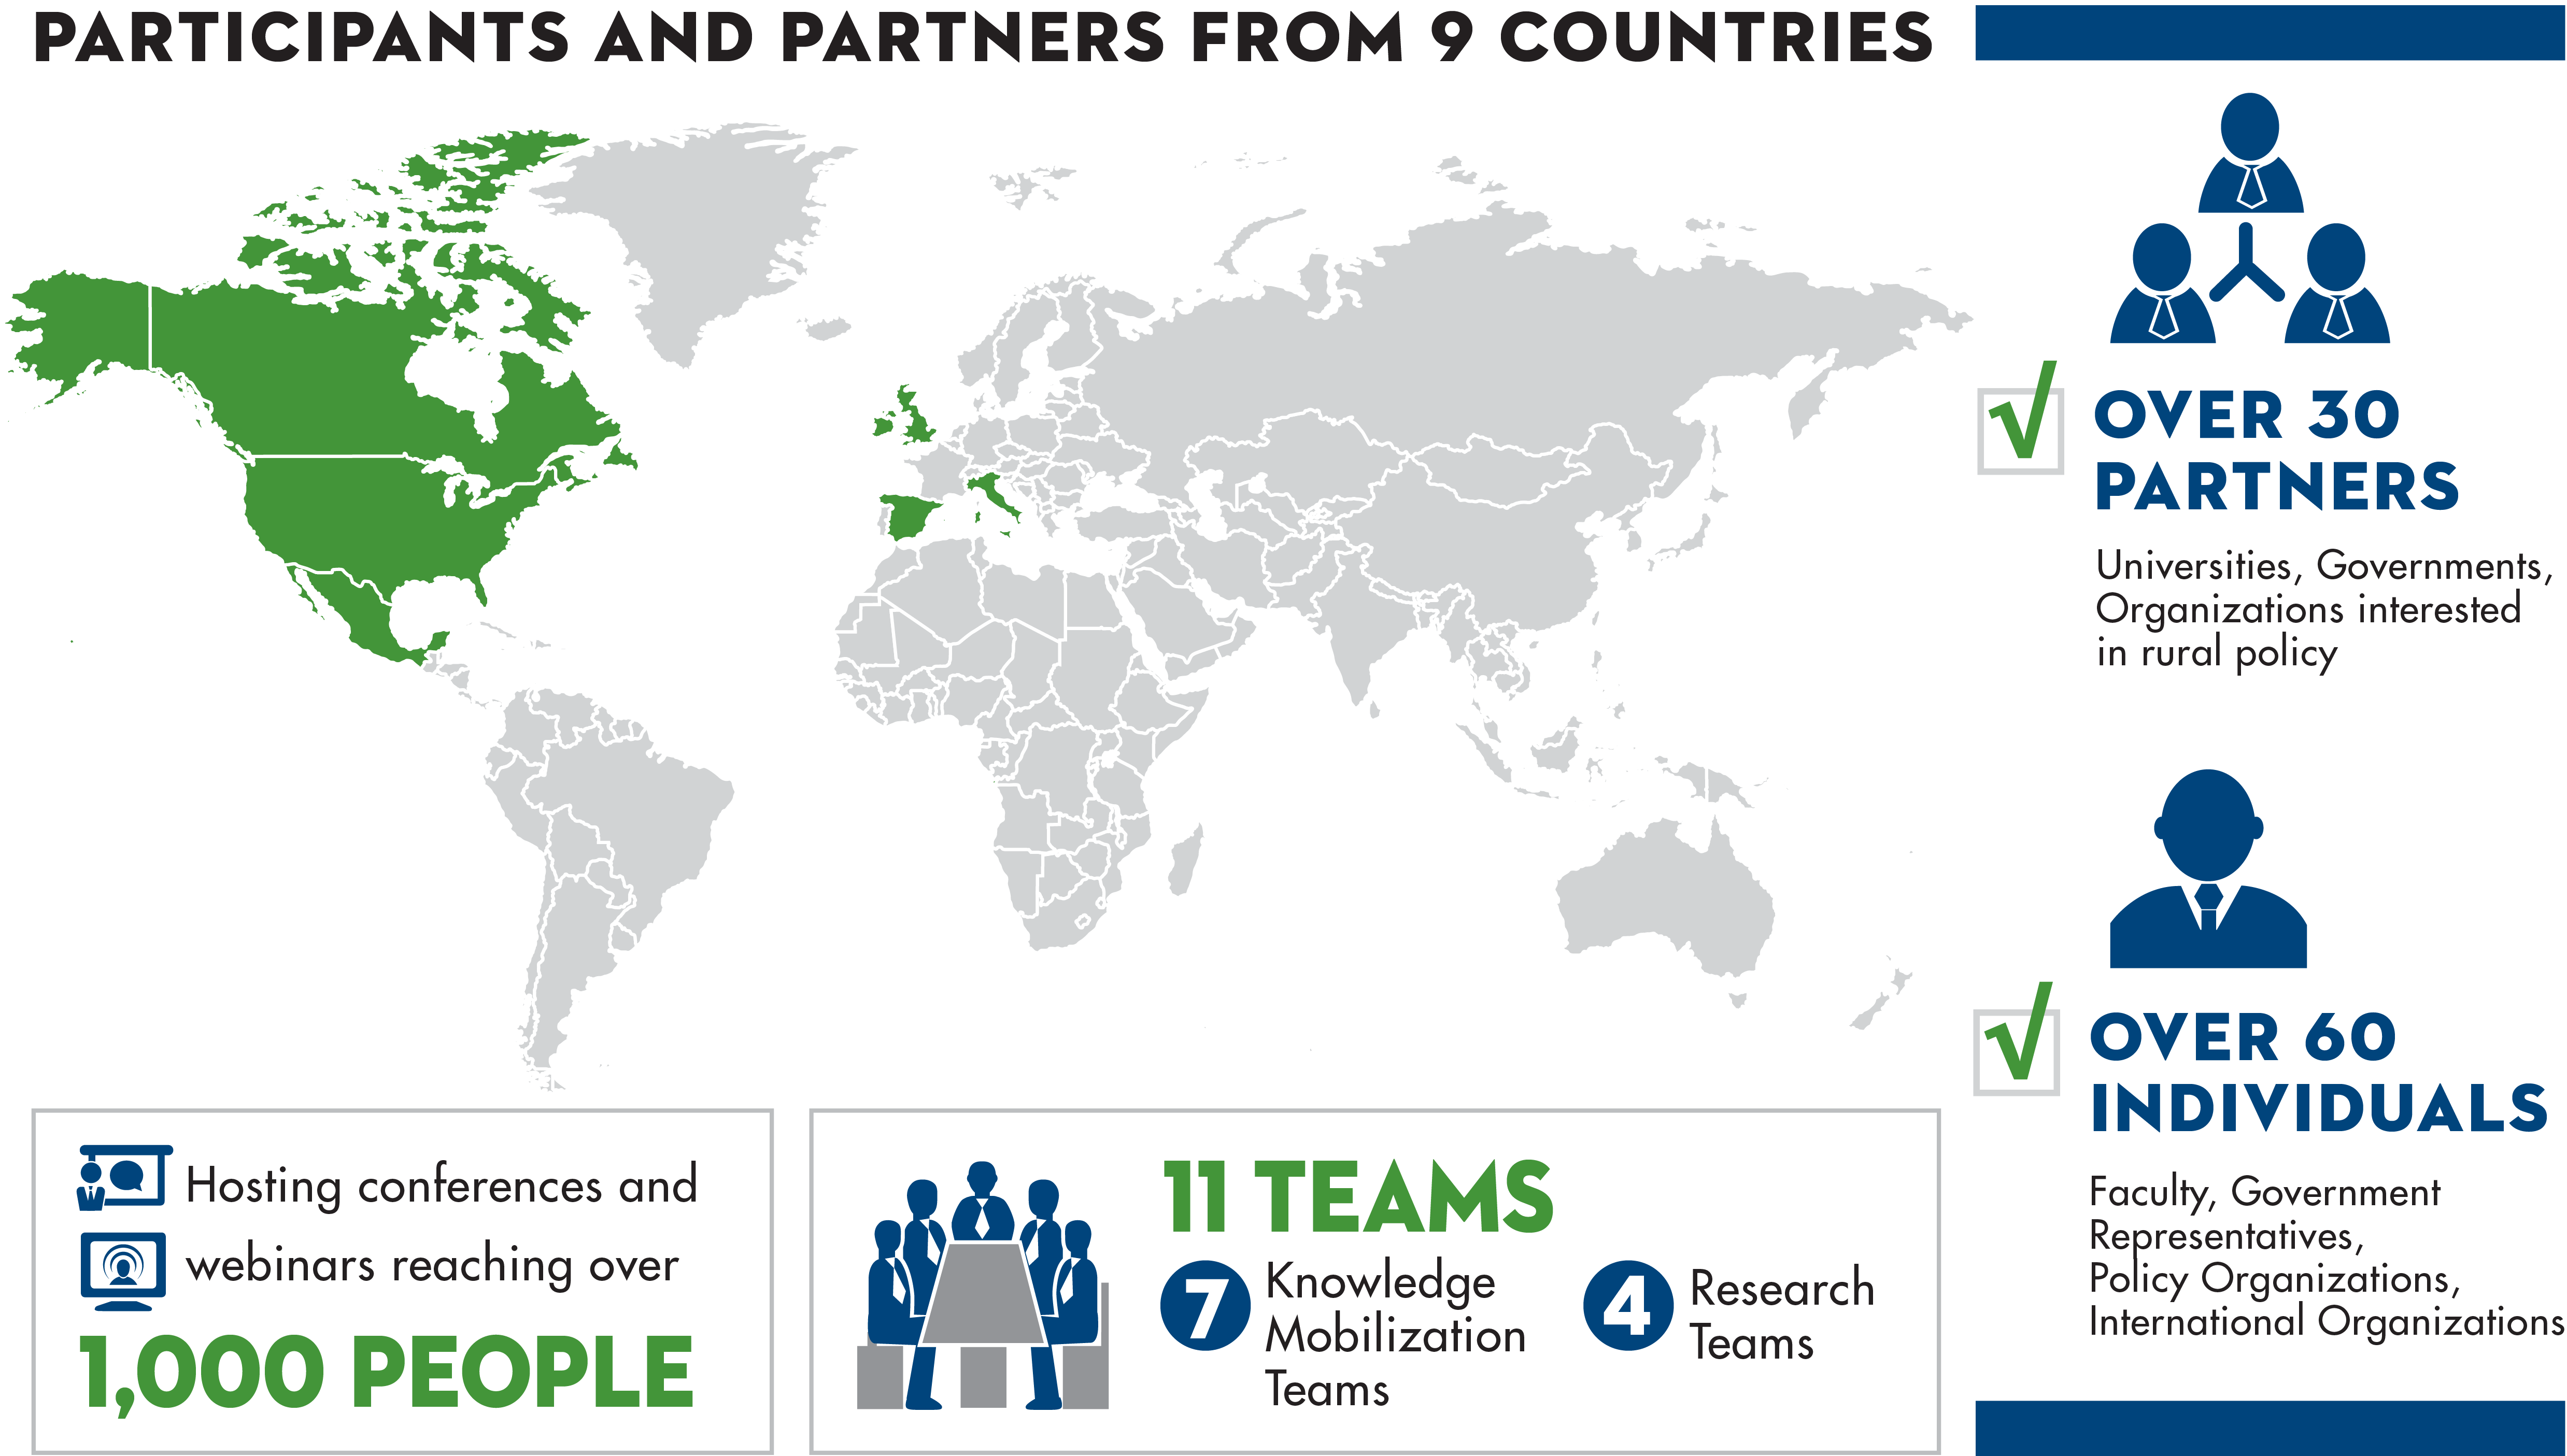 PARTICIPANTS AND PARTNERS FROM 9 COUNTRIES
√ OVER 30
PARTNERS
Universities, Governments,
Organizations interested
in rural policy
√ OVER 60
INDIVIDUALS
Faculty, Government
Representatives,
Policy Organizations,
International Organizations
Hosting conferences and
webinars reaching over
1,000 PEOPLE
11 TEAMS
7 Knowledge
Mobilization
Teams
4 Research
Teams